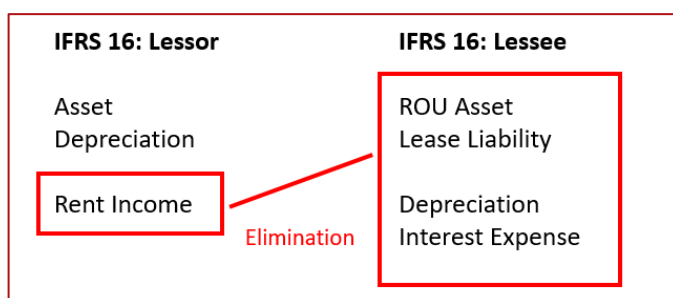 IFRS 16: Lessor
Asset
Depreciation
Rent Income
Elimination
IFRS 16: Lessee
ROU Asset
Lease Liability
Depreciation
Interest Expense